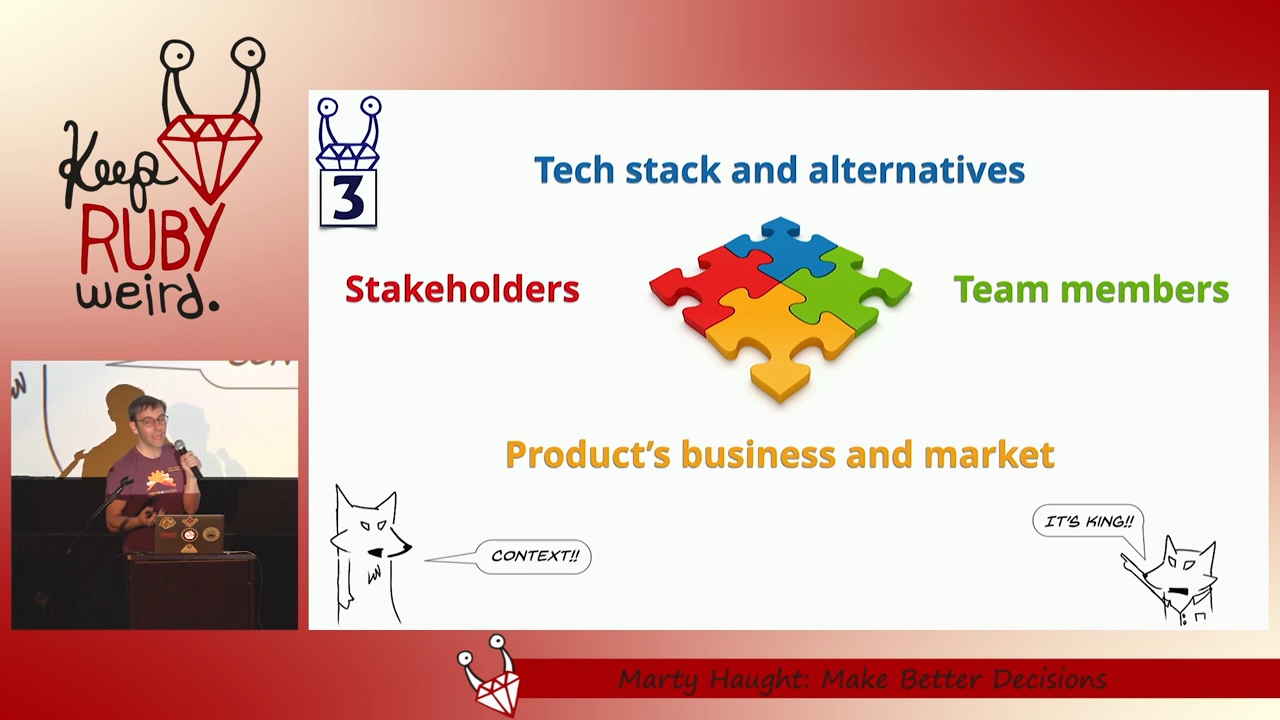 Keep
RUBY
weird.
3
Tech stack and alternatives
Stakeholders
Team members
Product's business and market
CONTEXT!!
IT'S KING!!
Marty Haught: Make Better Decisions